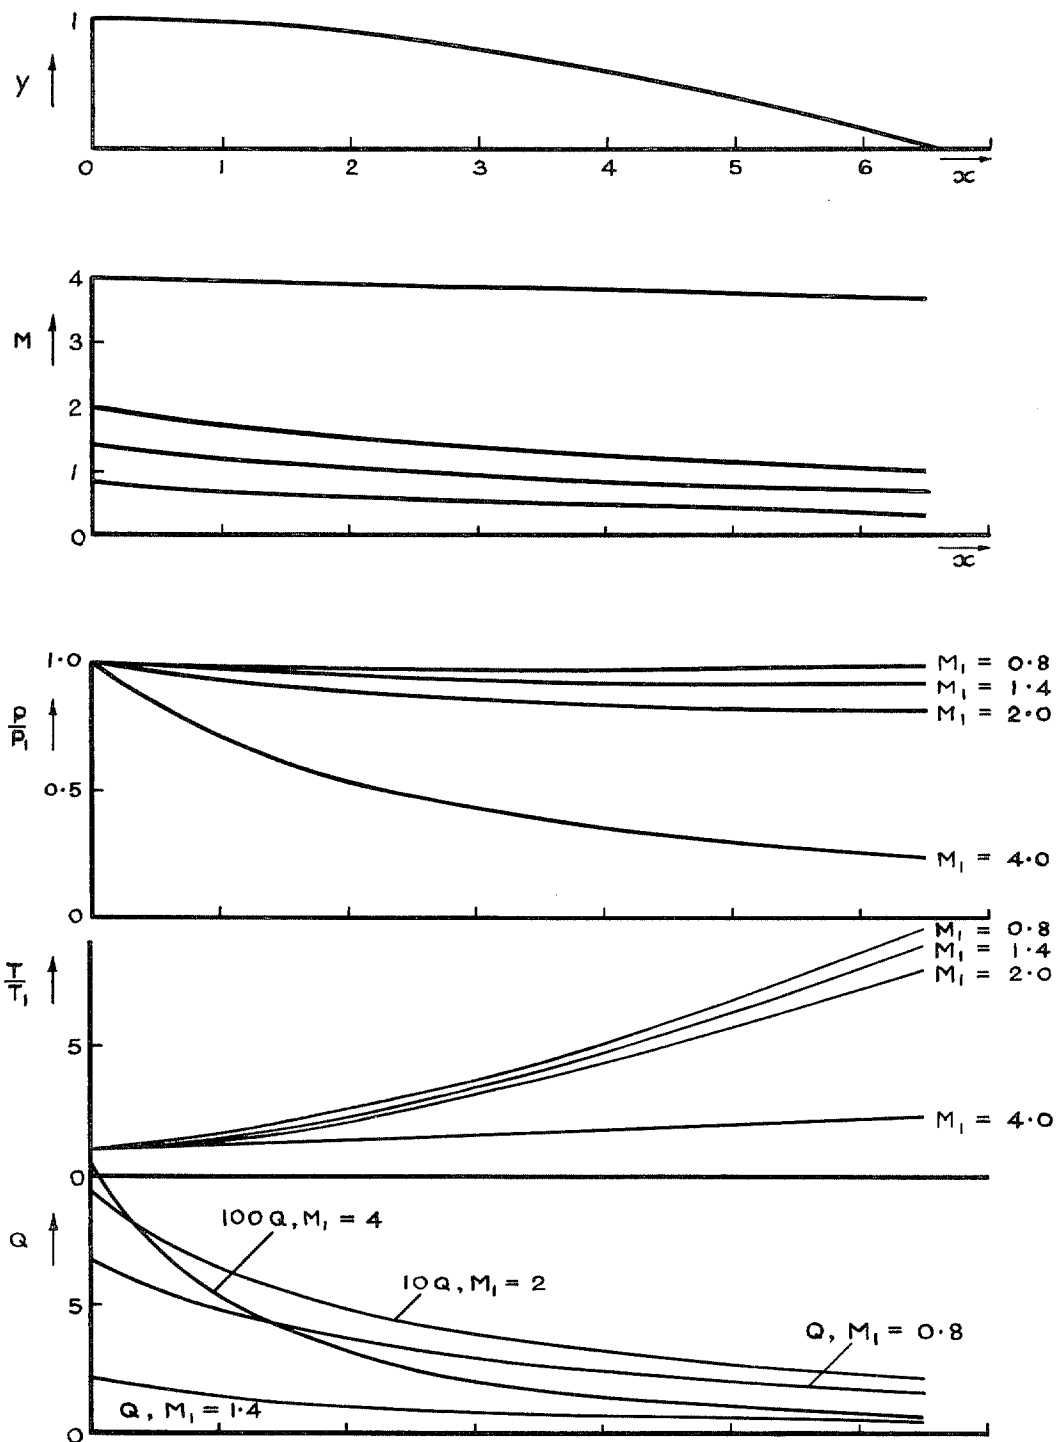 1
y
0 1 2 3 4 5 6
x
4
M 3
2
1
0
x
1.0
p/p₁
0.5
0
M₁ = 0.8
M₁ = 1.4
M₁ = 2.0
M₁ = 4.0
T/T₁
5
0
M₁ = 0.8
M₁ = 1.4
M₁ = 2.0
M₁ = 4.0
Q
5
0
100Q, M₁ = 4
10Q, M₁ = 2
Q, M₁ = 0.8
Q, M₁ = 1.4